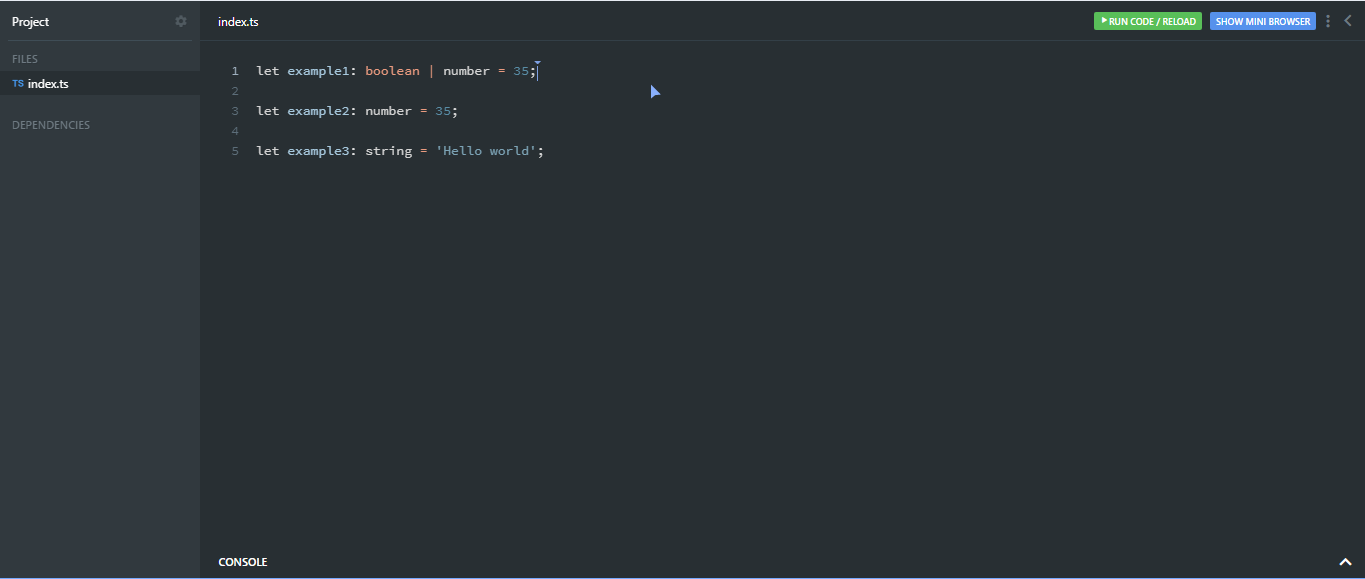 Project
index.ts
RUN CODE / RELOAD
SHOW MINI BROWSER
FILES
TS index.ts
DEPENDENCIES
1 let example1: boolean | number = 35;
2
3 let example2: number = 35;
4
5 let example3: string = 'Hello world';
CONSOLE